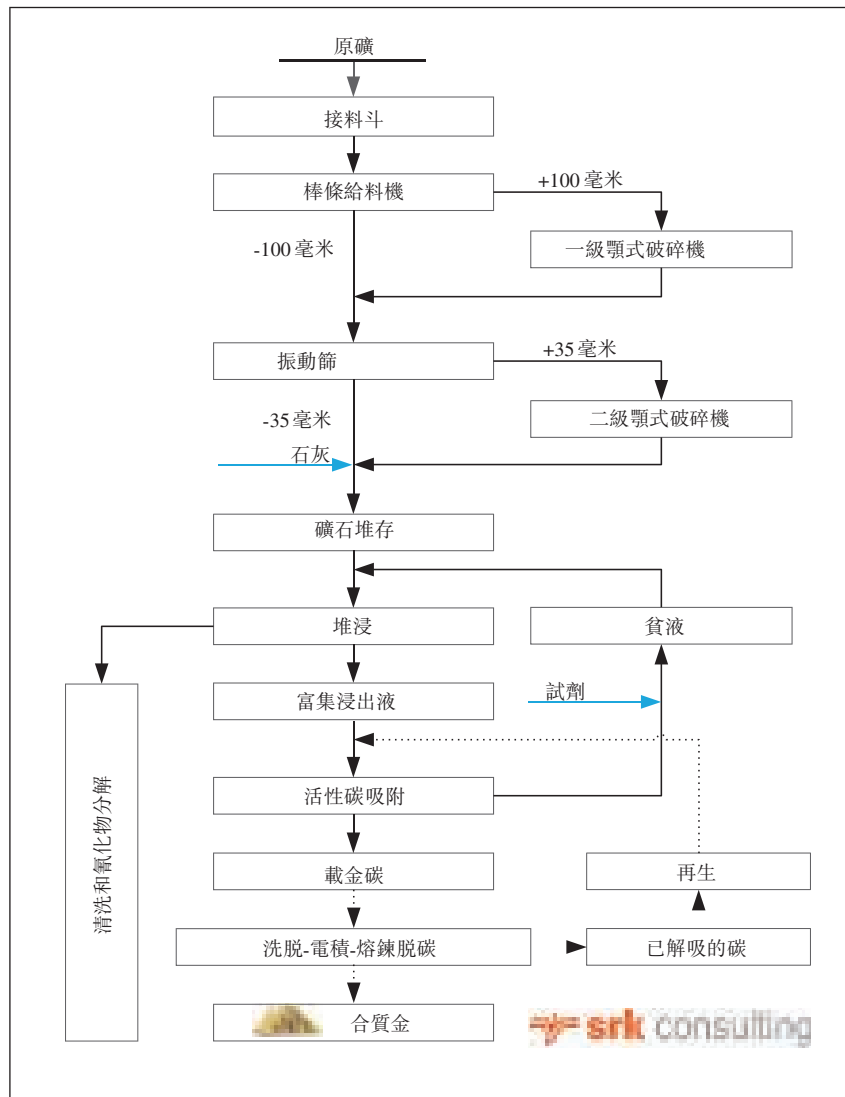 原礦
接料斗
棒條給料機
+100 毫米
-100 毫米
一級顎式破碎機
振動篩
+35 毫米
-35 毫米
二級顎式破碎機
石灰
礦石堆存
堆浸
貧液
富集浸出液
試劑
活性碳吸附
清洗和氰化物分解
載金碳
再生
洗脱-電積-熔鍊脱碳
已解吸的碳
合質金
srk consulting